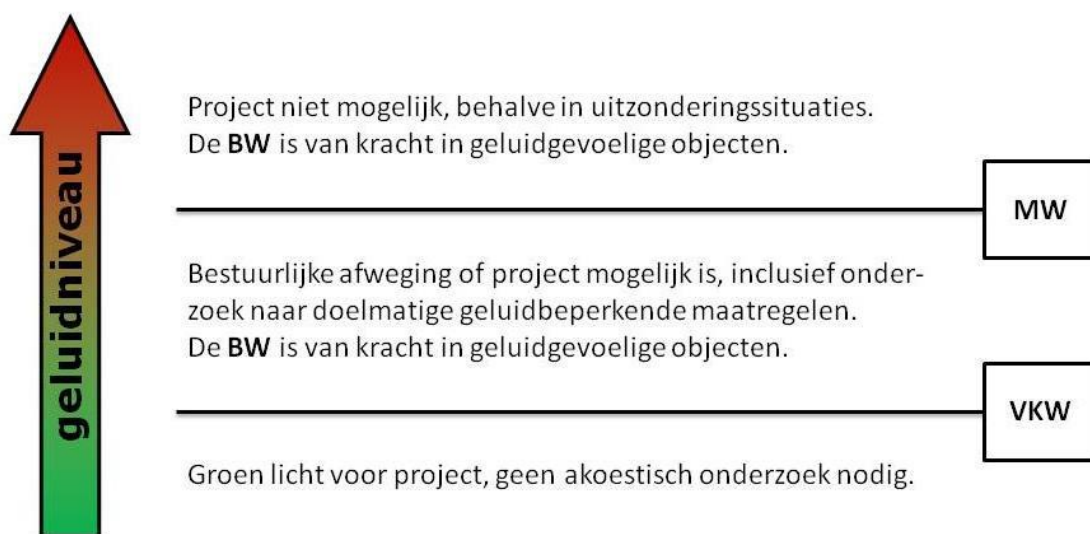 geluidniveau
Project niet mogelijk, behalve in uitzonderingssituaties.
De BW is van kracht in geluidgevoelige objecten.
MW
Bestuurlijke afweging of project mogelijk is, inclusief onder-
zoek naar doelmatige geluidbeperkende maatregelen.
De BW is van kracht in geluidgevoelige objecten.
VKW
Groen licht voor project, geen akoestisch onderzoek nodig.